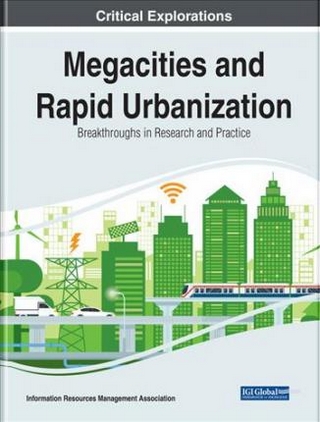 Critical Explorations
Megacities and
Rapid Urbanization
Breakthroughs in Research and Practice
Information Resources Management Association
IGI Global